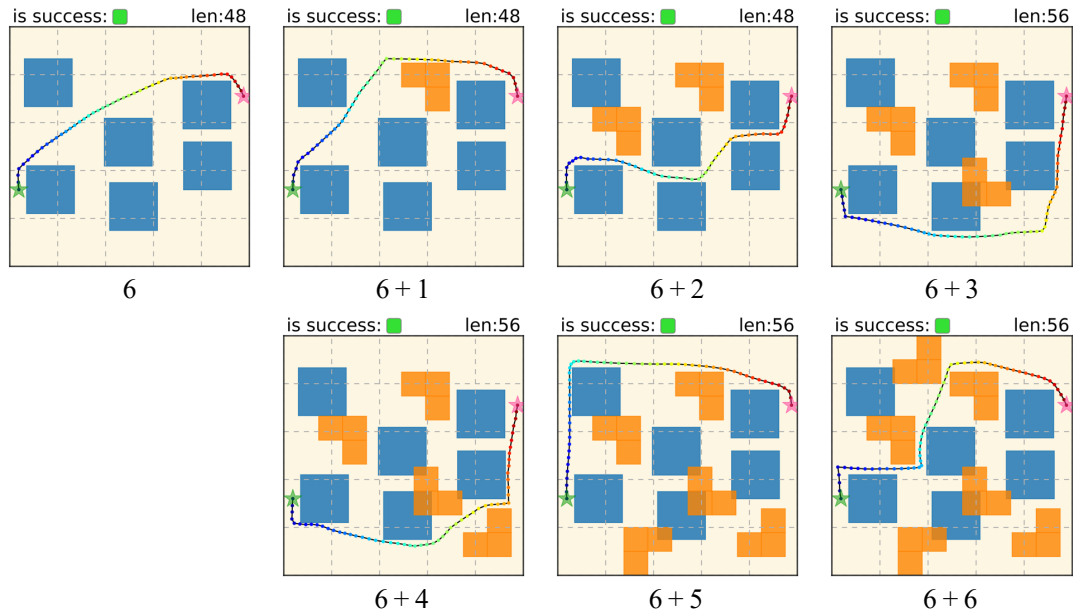 is success: len:48
is success: len:48
is success: len:48
is success: len:56
6
6 + 1
6 + 2
6 + 3
is success: len:56
is success: len:56
is success: len:56
6 + 4
6 + 5
6 + 6